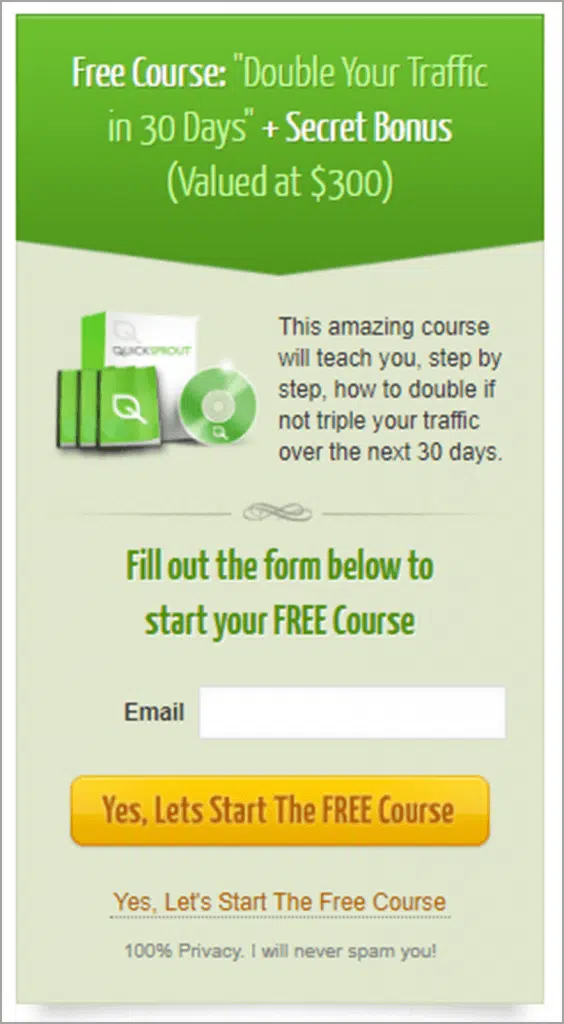 Free Course: "Double Your Traffic
in 30 Days" + Secret Bonus
(Valued at $300)
QUICKSPROUT
This amazing course
will teach you, step by
step, how to double if
not triple your traffic
over the next 30 days.
Fill out the form below to
start your FREE Course
Email
Yes, Lets Start The FREE Course
Yes, Let's Start The Free Course
100% Privacy. I will never spam you!